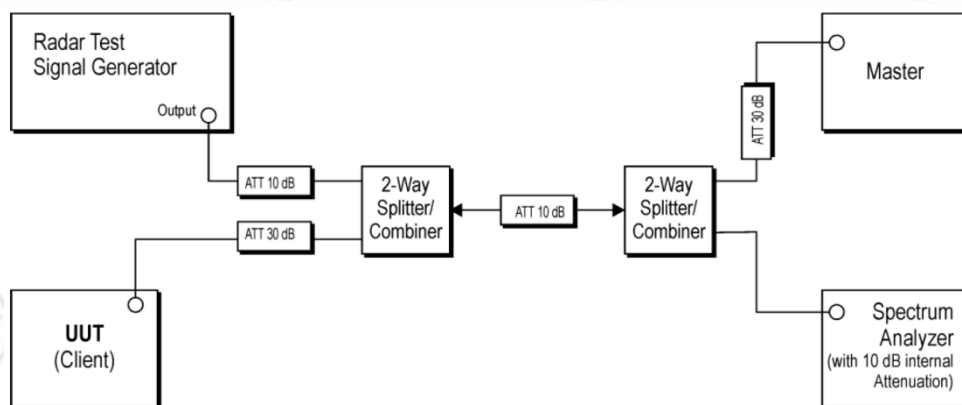 Radar Test
Signal Generator
Output
ATT 10 dB
ATT 30 dB
2-Way
Splitter/
Combiner
ATT 10 dB
2-Way
Splitter/
Combiner
ATT 30 dB
Master
UUT
(Client)
Spectrum
Analyzer
(with 10 dB internal
Attenuation)